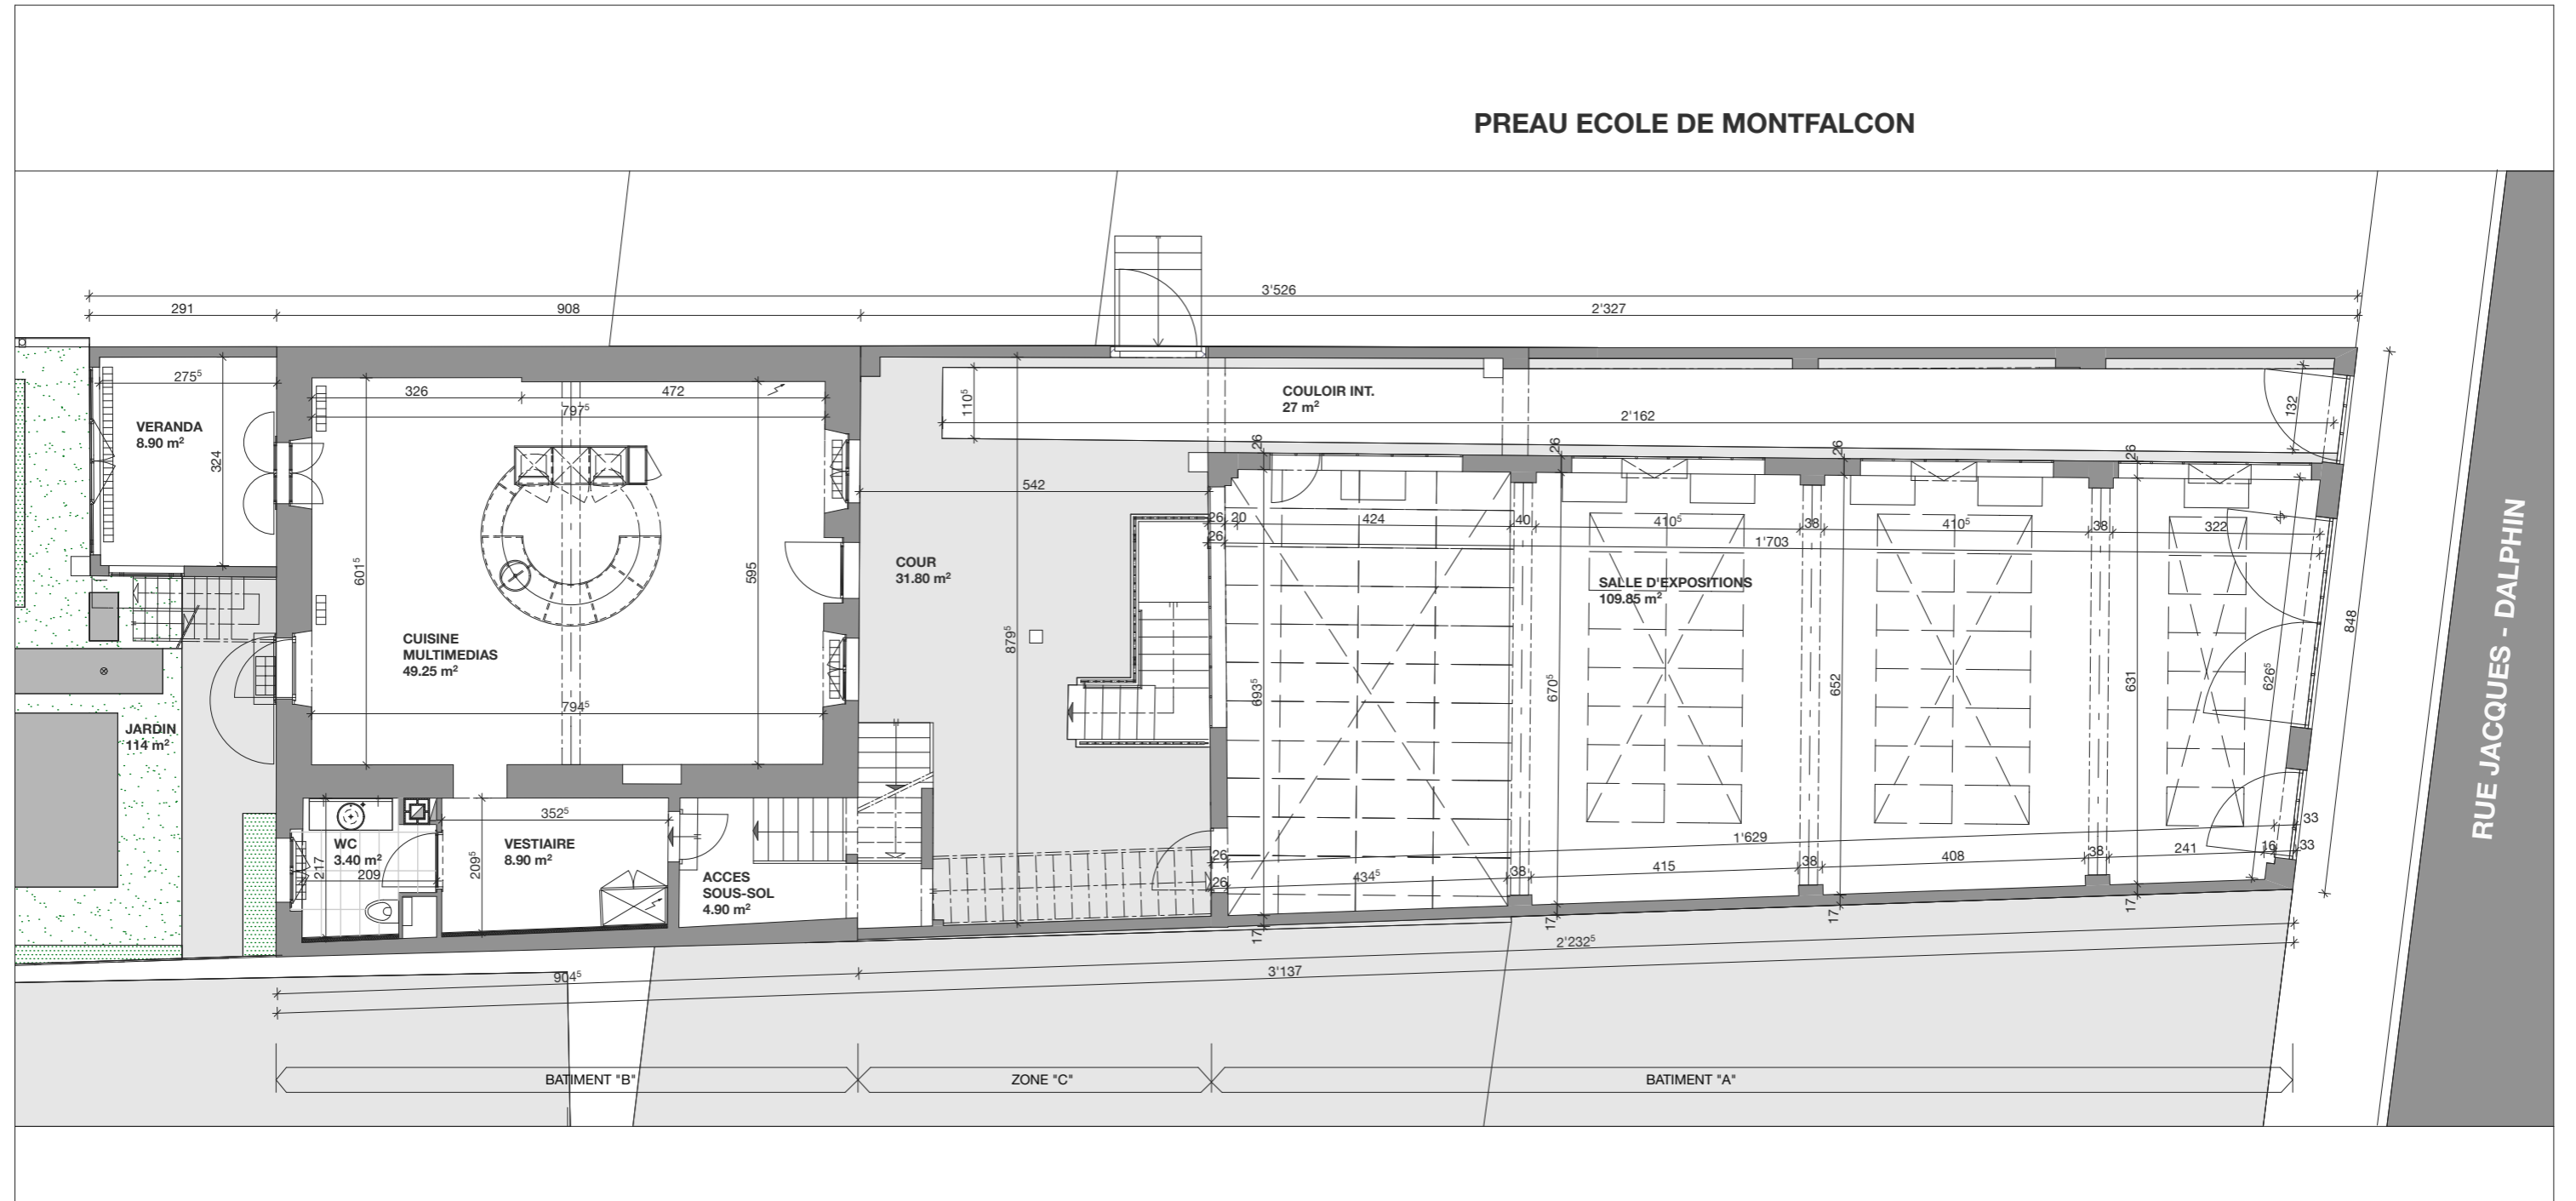 PREAU ECOLE DE MONTFALCON
3'526
291
908
2'327
275⁵
VERANDA
8.90 m²
324
326
472
797⁵
601⁵
595
CUISINE
MULTIMEDIAS
49.25 m²
794⁵
JARDIN
114 m²
WC
3.40 m²
217
209
352⁵
209⁵
VESTIAIRE
8.90 m²
ACCES
SOUS-SOL
4.90 m²
COUR
31.80 m²
542
879⁵
110⁵
COULOIR INT.
27 m²
2'162
132
26
26
26
26
26
20
424
40
410⁵
38
410⁵
38
322
26
1'703
SALLE D'EXPOSITIONS
109.85 m²
693⁵
670⁵
652
631
626⁵
848
26
1'629
33
26
434⁵
38
415
38
408
38
241
16
33
17
17
17
17
2'232⁵
904⁵
3'137
BATIMENT "B"
ZONE "C"
BATIMENT "A"
RUE JACQUES - DALPHIN